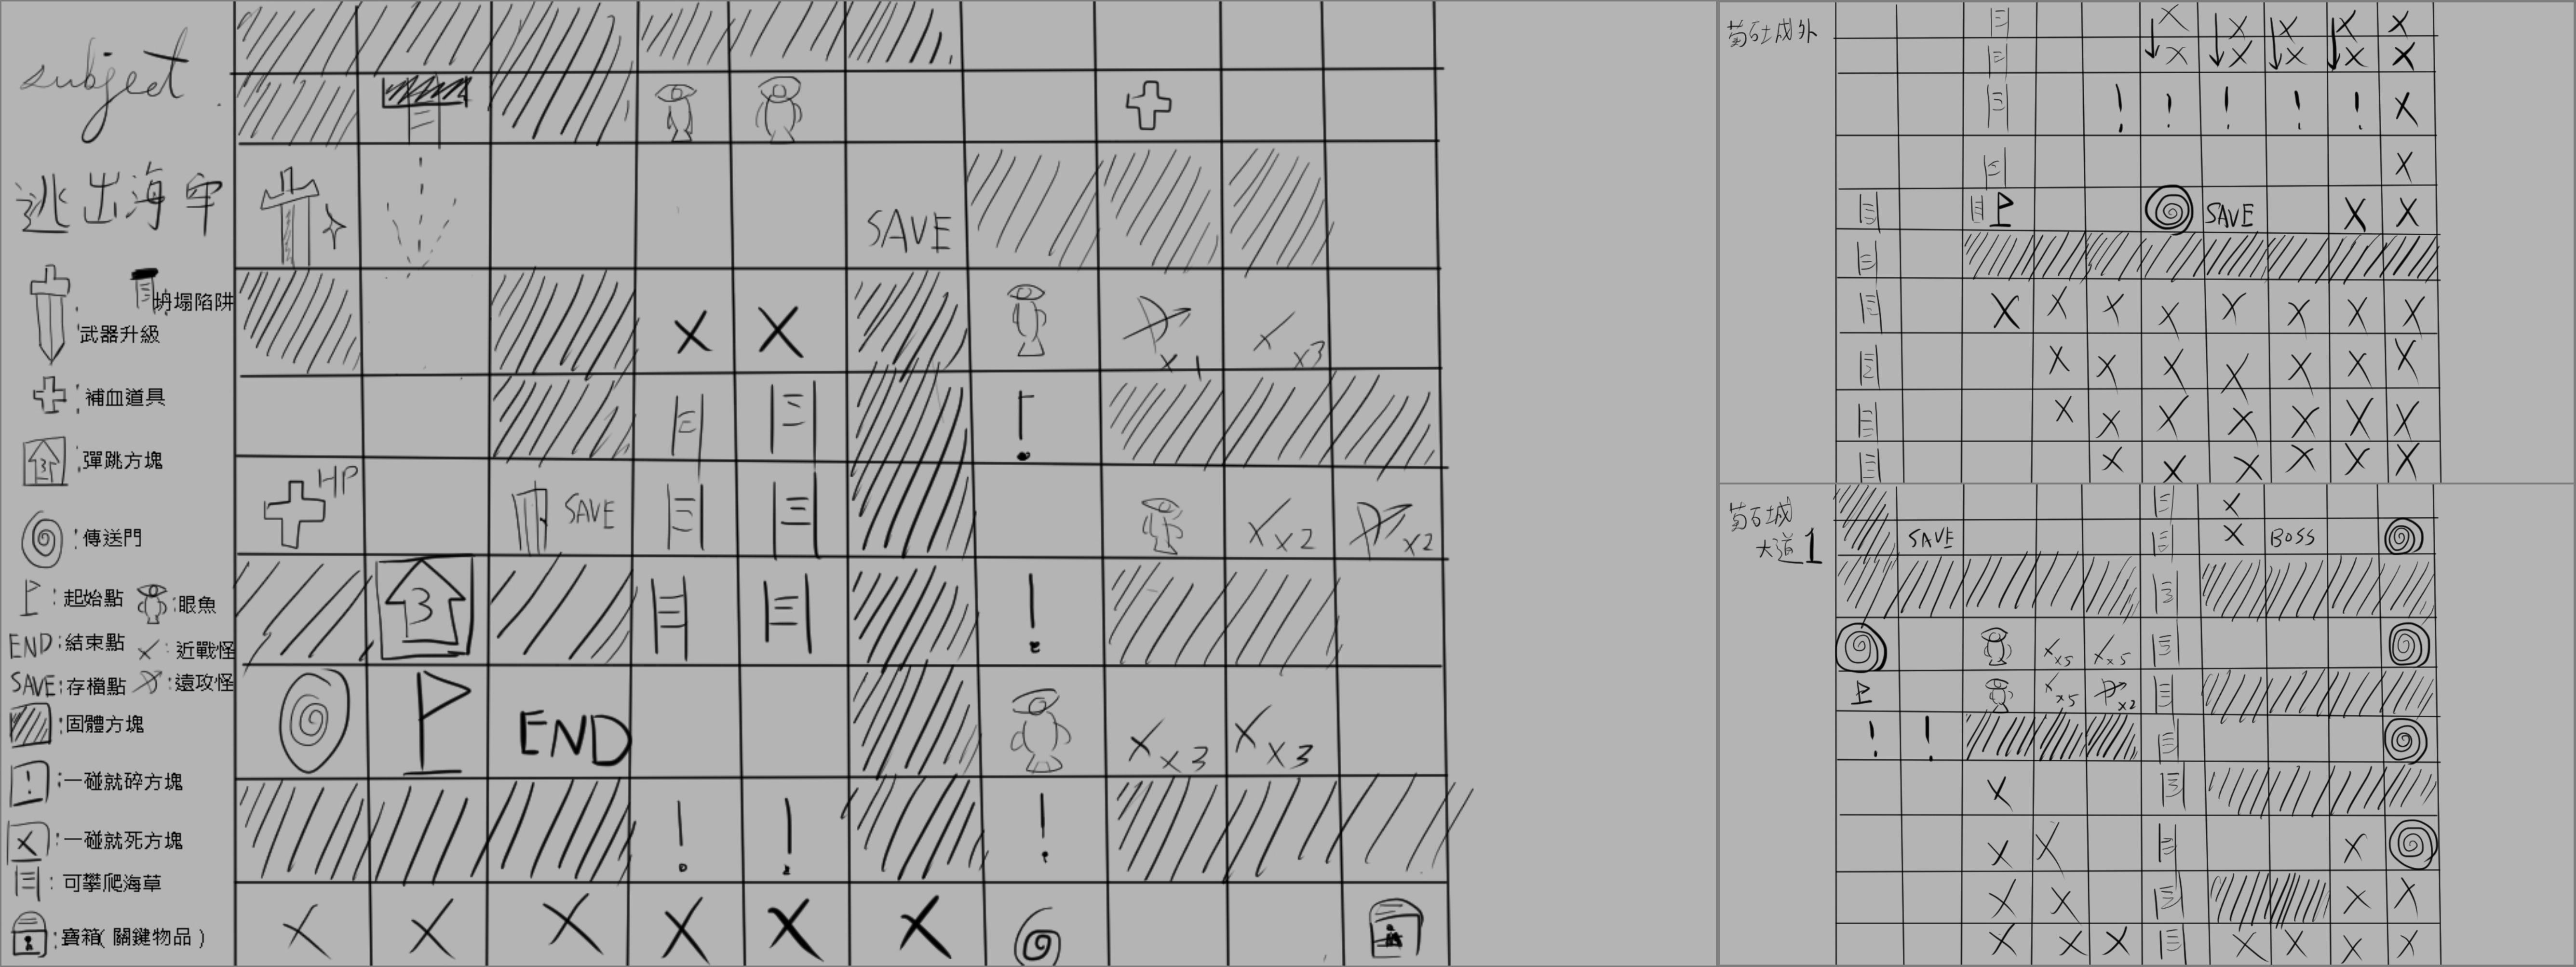 subject
逃出海牢
坍塌陷阱
武器升級
補血道具
彈跳方塊
3
傳送門
起始點
眼魚
END:結束點
近戰怪
SAVE:存檔點
遠攻怪
固體方塊
!
:一碰就碎方塊
X
:一碰就死方塊
:可攀爬海草
:寶箱(關鍵物品)
SAVE
X X
x1
x3
!
HP
SAVE
x2
x2
3
!
END
x3
x3
! ! !
X X X X X X
菊石城外
X X X X X
X X X X X
! ! ! ! ! X
X
SAVE X X
X X X X X X X X
X X X X X X X
X X X X X X X
X X X X X X
菊石城
大道1
X
SAVE X BOSS
x5 x5
x5 x2
! !
X
X X X
X X X X
X X X X X X X